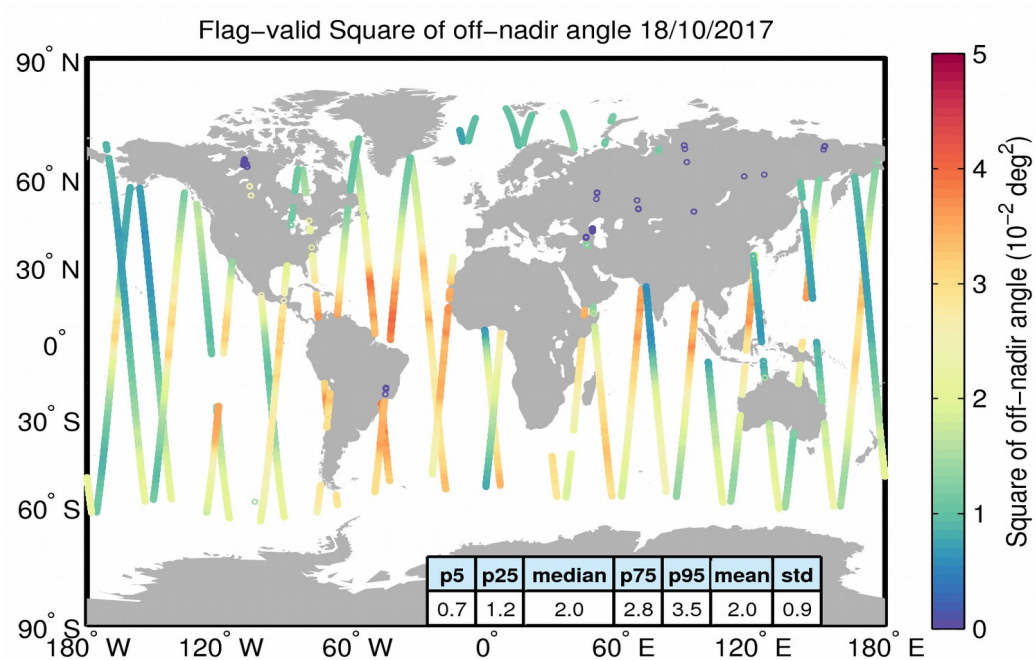 Flag−valid Square of off−nadir angle 18/10/2017
90° N
60° N
30° N
0°
30° S
60° S
90° S
180° W
120° W
60° W
0°
60° E
120° E
180° E
p5 p25 median p75 p95 mean std
0.7 1.2 2.0 2.8 3.5 2.0 0.9
5
4
3
2
1
0
Square of off−nadir angle (10⁻² deg²)